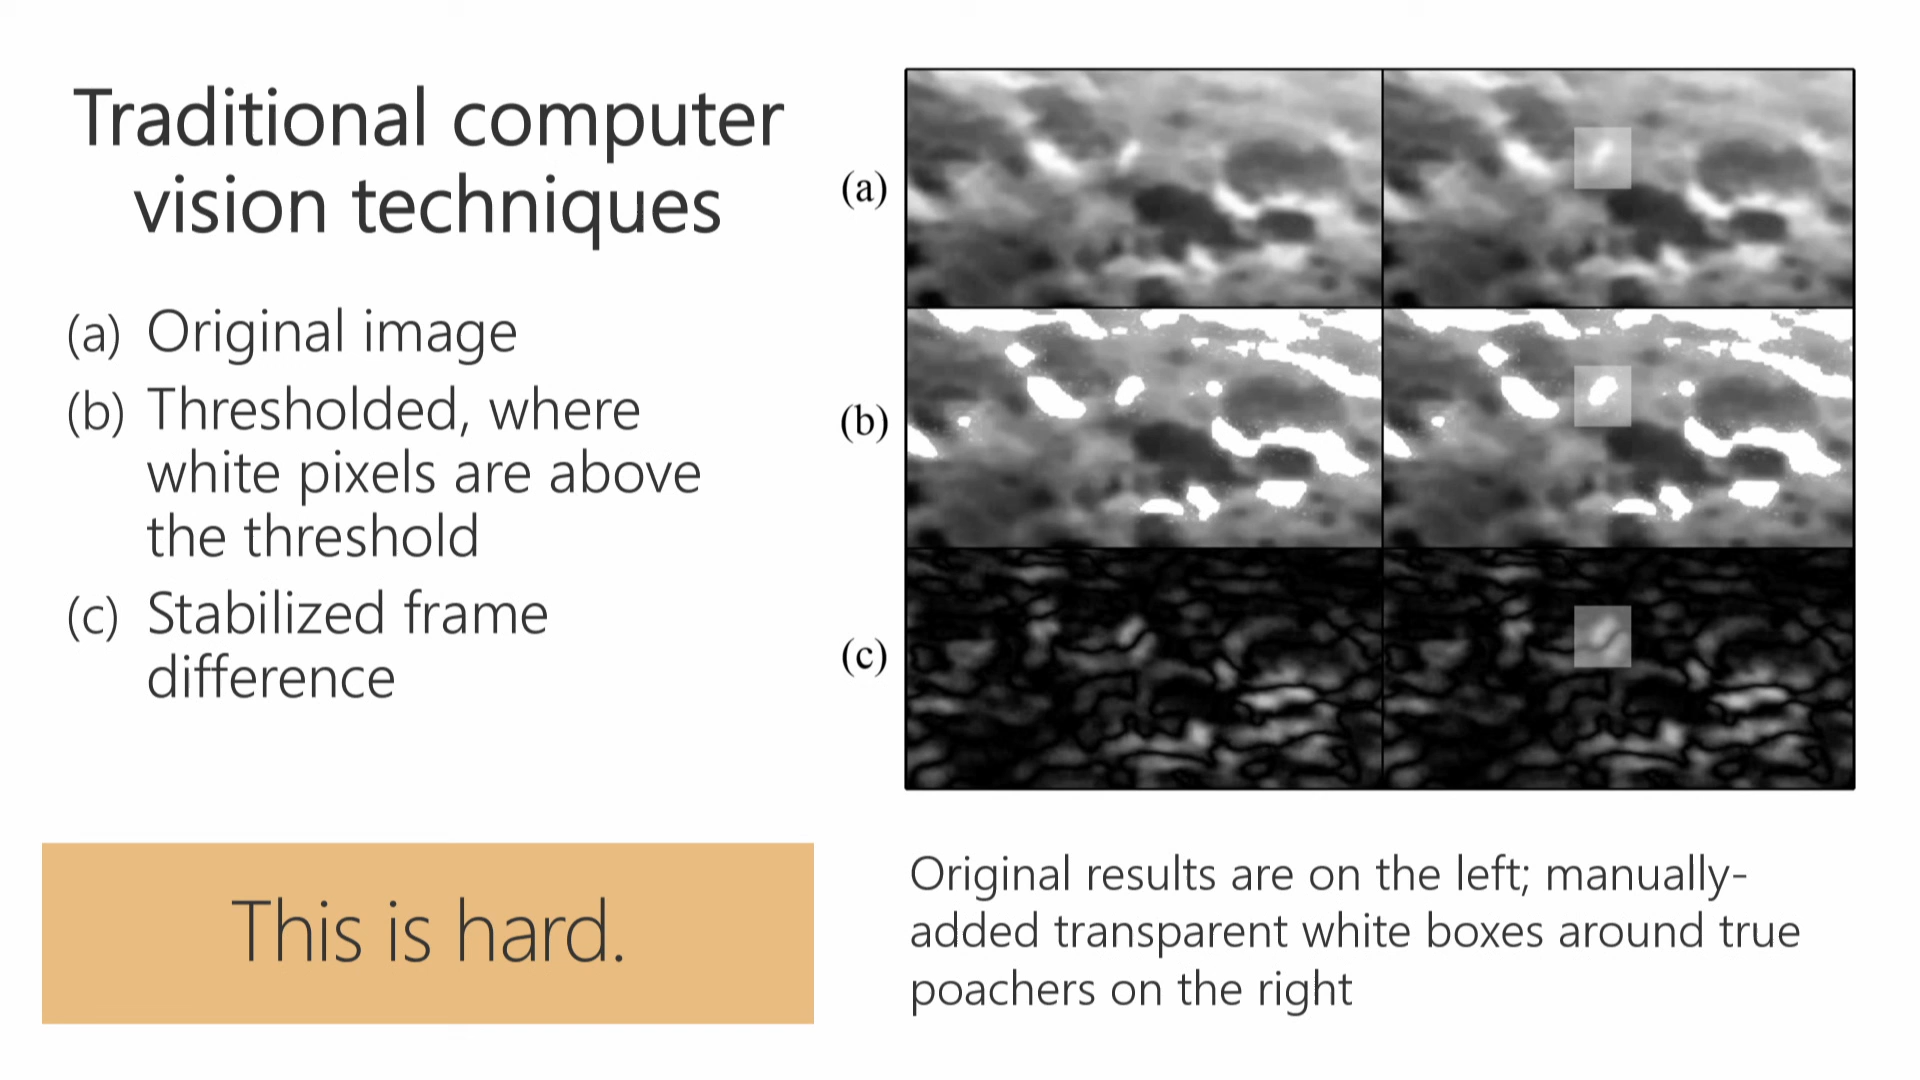 Traditional computer
vision techniques
(a) Original image
(b) Thresholded, where
white pixels are above
the threshold
(c) Stabilized frame
difference
This is hard.
(a)
(b)
(c)
Original results are on the left; manually-
added transparent white boxes around true
poachers on the right